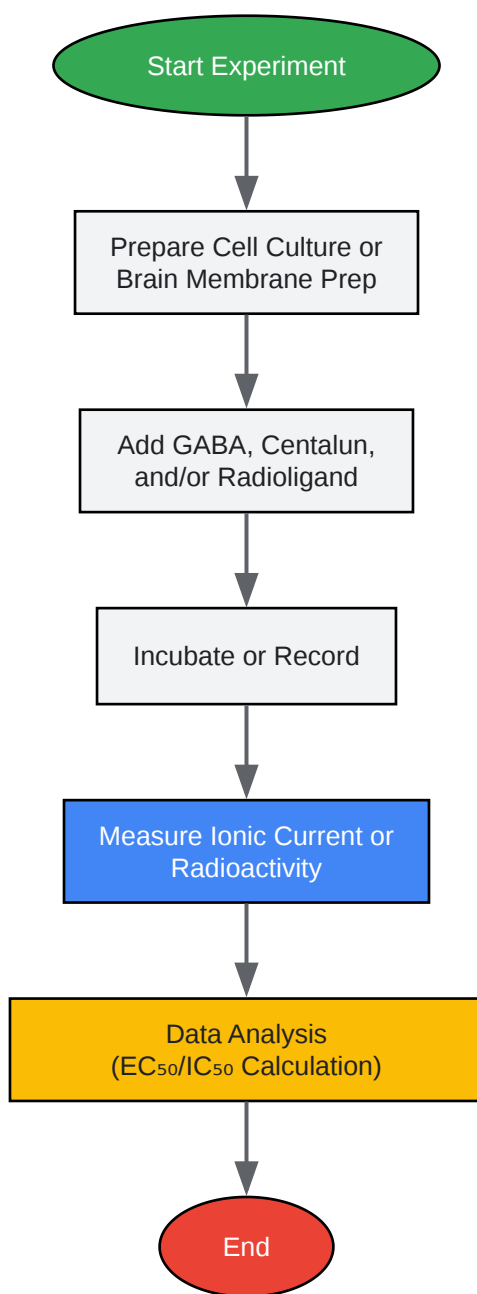 Start Experiment
Prepare Cell Culture or
Brain Membrane Prep
Add GABA, Centalun,
and/or Radioligand
Incubate or Record
Measure Ionic Current or
Radioactivity
Data Analysis
(EC₅₀/IC₅₀ Calculation)
End